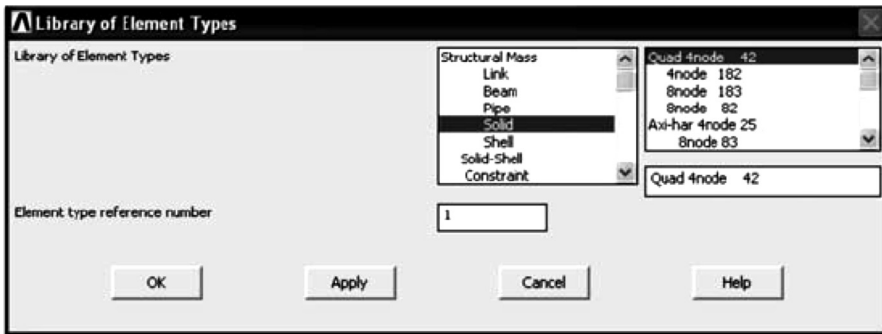 Library of Element Types
Library of Element Types
Structural Mass
Link
Beam
Pipe
Solid
Shell
Solid-Shell
Constraint
Quad 4node 42
4node 182
8node 183
8node 82
Axi-har 4node 25
8node 83
Quad 4node 42
Element type reference number
1
OK
Apply
Cancel
Help